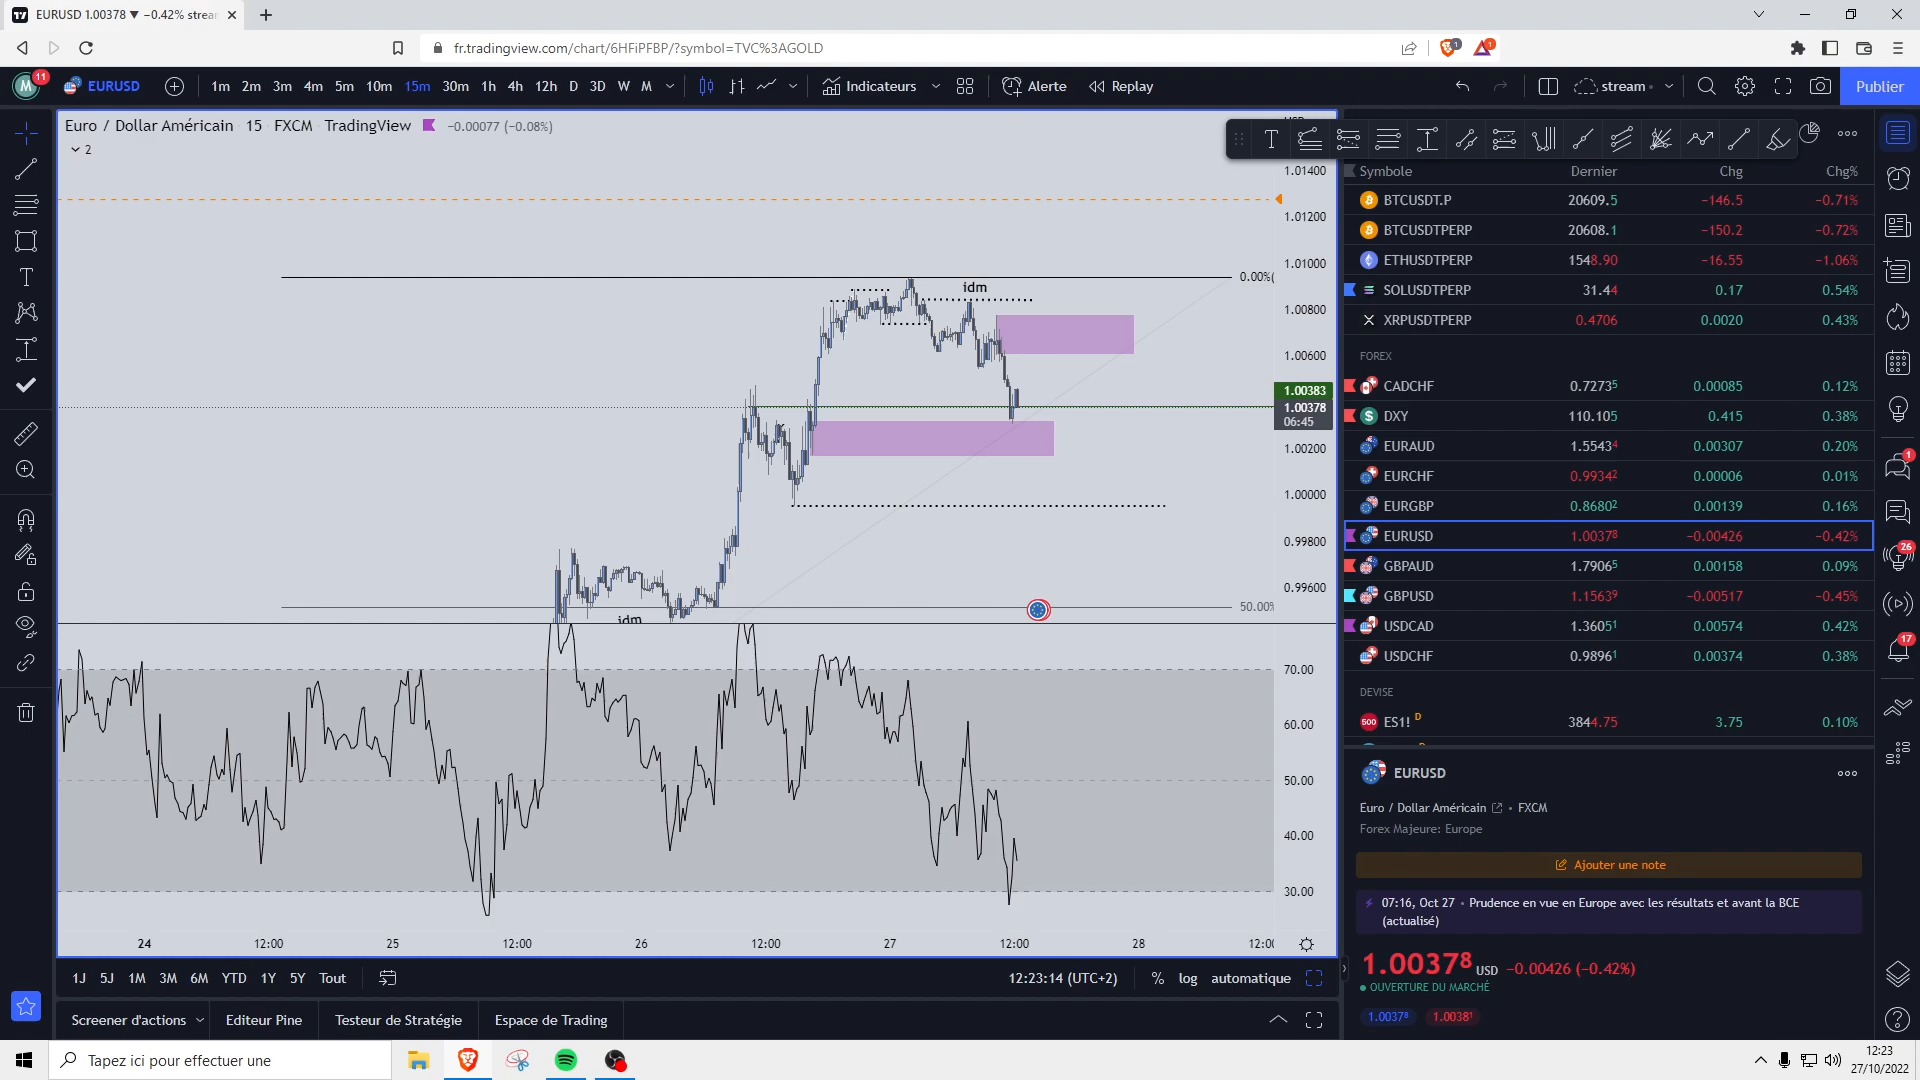 EURUSD 1.00378 ▼ −0.42% strea
fr.tradingview.com/chart/6HFiPFBP/?symbol=TVC%3AGOLD
1
1
M
11
EURUSD
1m 2m 3m 4m 5m 10m 15m 30m 1h 4h 12h D 3D W M
Indicateurs
Alerte
Replay
stream
Publier
Euro / Dollar Américain · 15 · FXCM · TradingView −0.00077 (−0.08%)
2
1.01400
1.01200
1.01000
0.00%(
idm
1.00800
1.00600
1.00383
1.00378
06:45
1.00200
1.00000
0.99800
0.99600
50.00%
idm
70.00
60.00
50.00
40.00
30.00
24 12:00 25 12:00 26 12:00 27 12:00 28 12:00
1J 5J 1M 3M 6M YTD 1Y 5Y Tout
12:23:14 (UTC+2)
% log automatique
Screener d'actions
Editeur Pine
Testeur de Stratégie
Espace de Trading
Symbole Dernier Chg Chg%
BTCUSDT.P 20609.5 −146.5 −0.71%
BTCUSDTPERP 20608.1 −150.2 −0.72%
ETHUSDTPERP 1548.90 −16.55 −1.06%
SOLUSDTPERP 31.44 0.17 0.54%
XRPUSDTPERP 0.4706 0.0020 0.43%
FOREX
CADCHF 0.72735 0.00085 0.12%
DXY 110.105 0.415 0.38%
EURAUD 1.55434 0.00307 0.20%
EURCHF 0.99342 0.00006 0.01%
EURGBP 0.86802 0.00139 0.16%
EURUSD 1.00378 −0.00426 −0.42%
GBPAUD 1.79065 0.00158 0.09%
GBPUSD 1.15639 −0.00517 −0.45%
USDCAD 1.36051 0.00574 0.42%
USDCHF 0.98961 0.00374 0.38%
DEVISE
500 ES1! D 3844.75 3.75 0.10%
EURUSD
Euro / Dollar Américain • FXCM
Forex Majeure: Europe
Ajouter une note
07:16, Oct 27 • Prudence en vue en Europe avec les résultats et avant la BCE
(actualisé)
1.00378 USD −0.00426 (−0.42%)
OUVERTURE DU MARCHÉ
1.00378 1.00381
1
26
17
Tapez ici pour effectuer une
12:23
27/10/2022